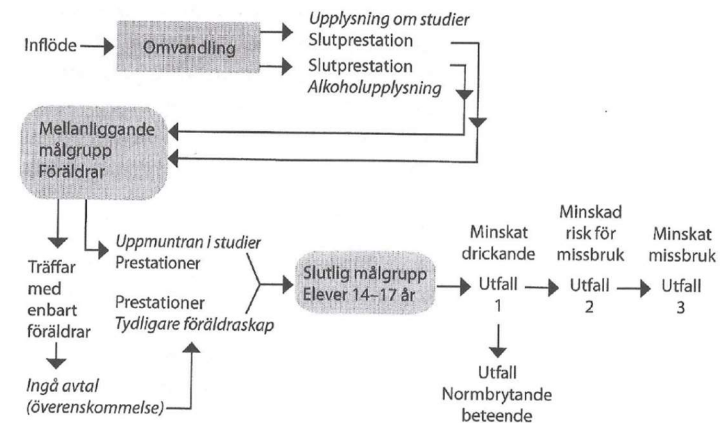 Inflöde
Omvandling
Upplysning om studier
Slutprestation
Slutprestation
Alkoholupplysning
Mellanliggande
målgrupp
Föräldrar
Träffar
med
enbart
föräldrar
Ingå avtal
(överenskommelse)
Uppmuntran i studier
Prestationer
Prestationer
Tydligare föräldraskap
Slutlig målgrupp
Elever 14–17 år
Minskat
drickande
Utfall
1
Utfall
Normbrytande
beteende
Minskad
risk för
missbruk
Utfall
2
Minskat
missbruk
Utfall
3